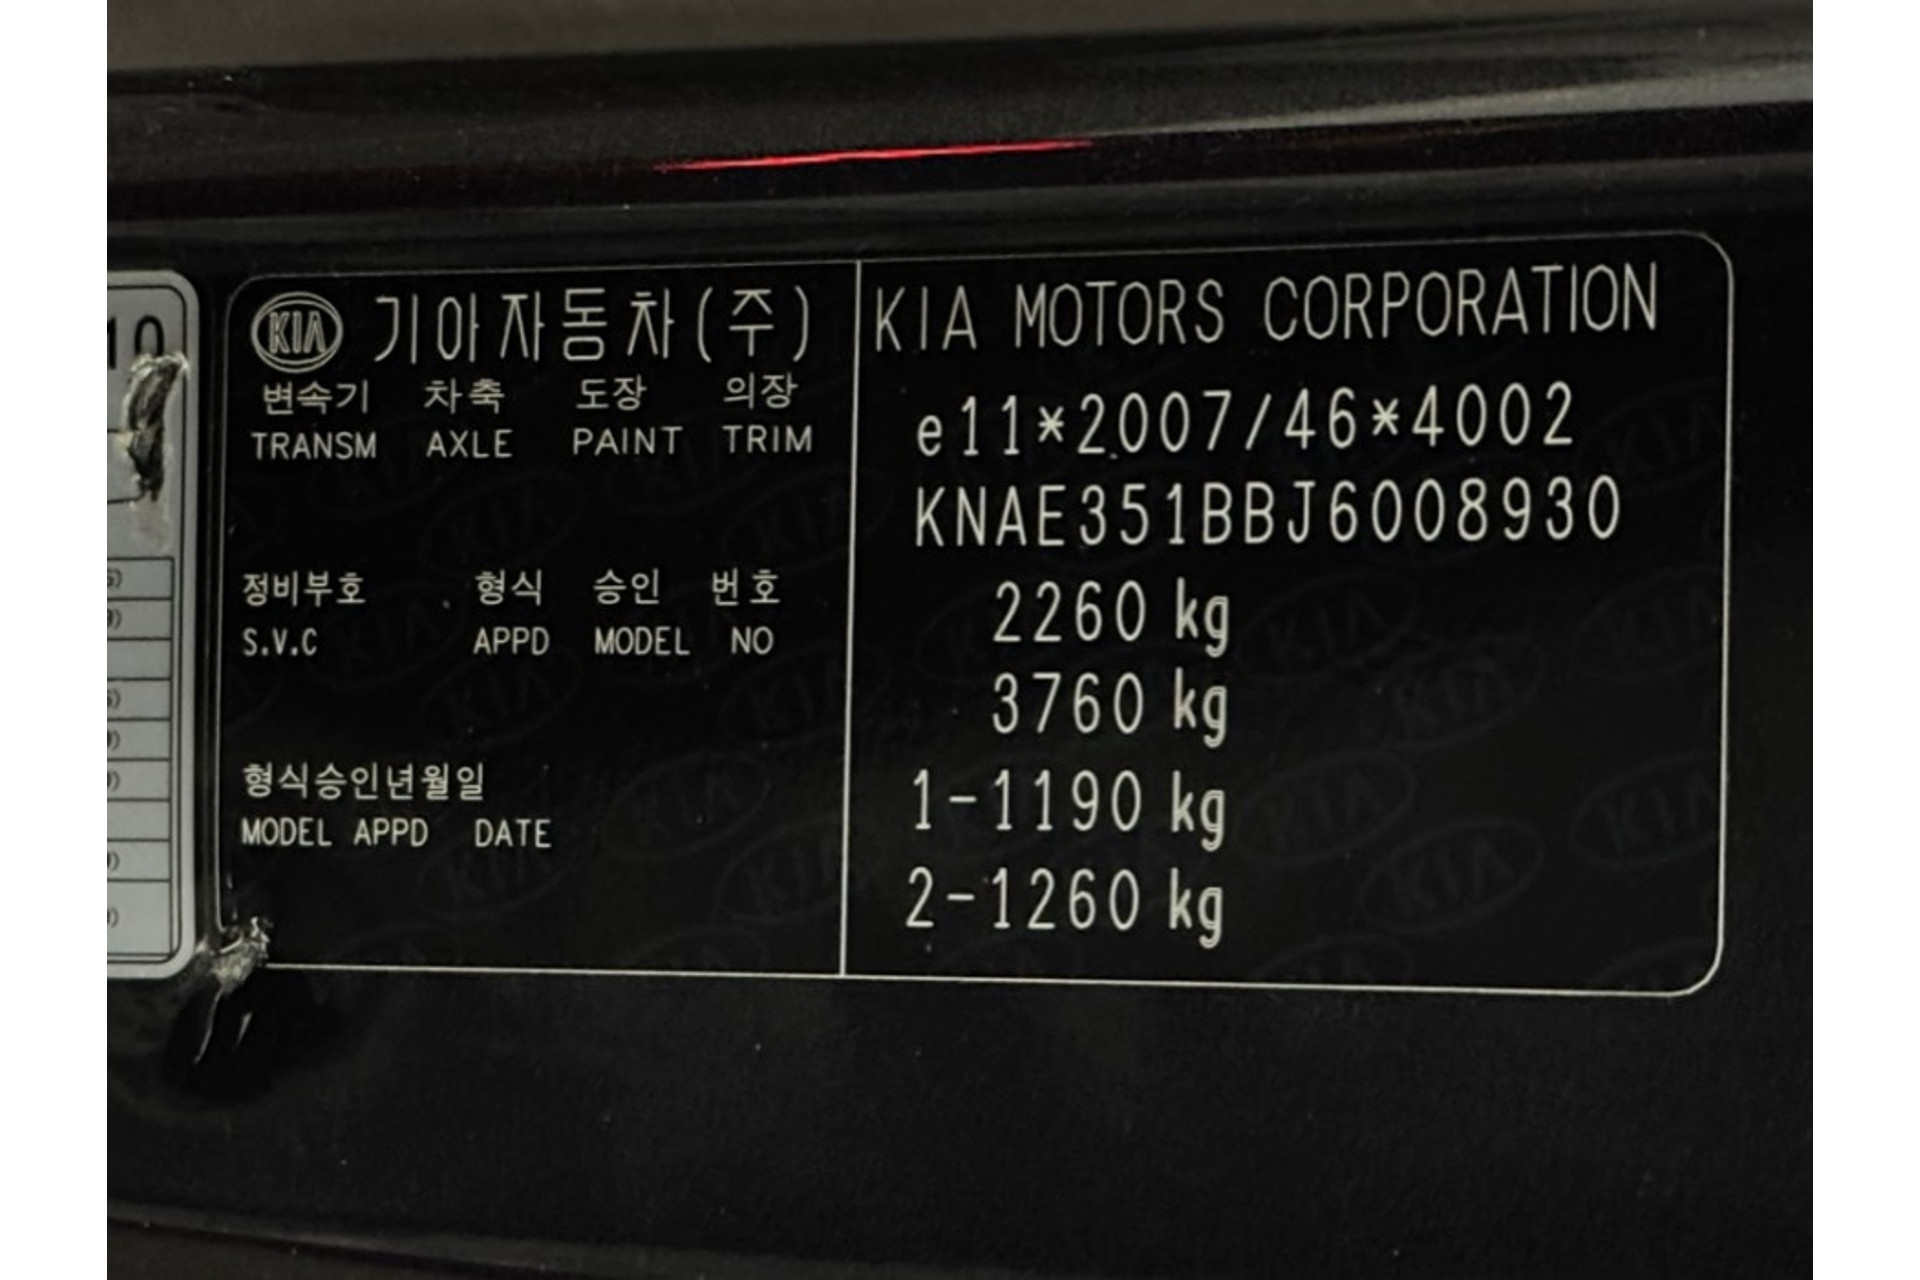 10
KIA 기아자동차(주)
변속기 차축 도장 의장
TRANSM AXLE PAINT TRIM
정비부호 형식 승인 번호
S.V.C APPD MODEL NO
형식승인년월일
MODEL APPD DATE
KIA MOTORS CORPORATION
e11*2007/46*4002
KNAE351BBJ6008930
2260 kg
3760 kg
1-1190 kg
2-1260 kg